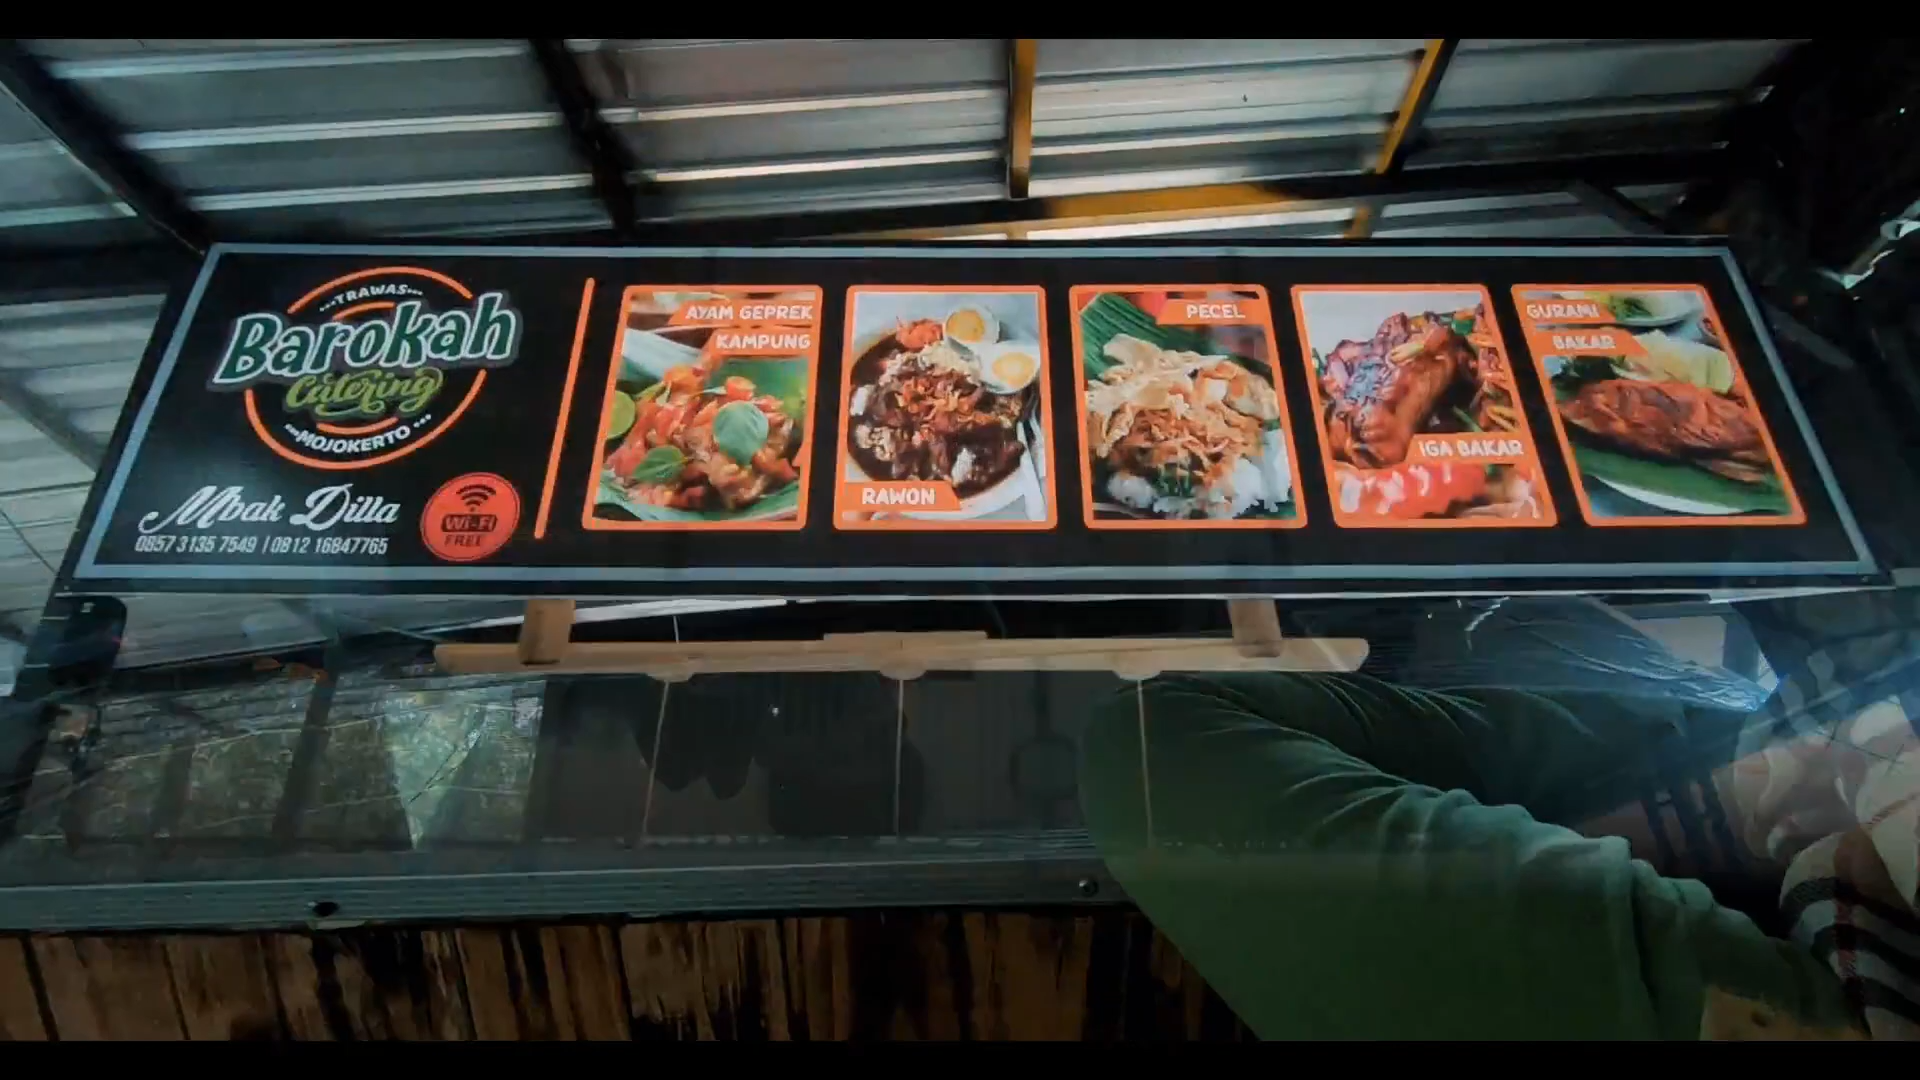 ...TRAWAS...
Barokah
Catering
...MOJOKERTO...
Mbak Dilla
0857 3135 7549 | 0812 16847765
Wi-Fi
FREE
AYAM GEPREK
KAMPUNG
RAWON
PECEL
IGA BAKAR
GURAMI
BAKAR